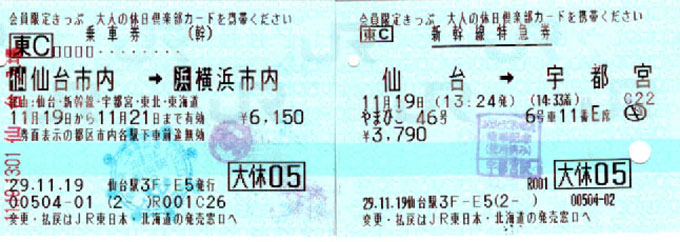 会員限定きっぷ 大人の休日倶楽部カードを携帯ください
東C 乗車券 (幹)
仙 仙台市内 → 浜 横浜市内
経由:仙台・新幹線・宇都宮・東北・東海道
11月19日から11月21日まで有効 ¥6,150
券面表示の都区市内各駅下車前途無効
大休05
29.11.19 仙台駅3F-E5発行
00504-01 (2- )R001C26
変更・払戻はJR東日本・北海道の発売窓口へ
会員限定きっぷ 大人の休日倶楽部カードを携帯ください
東C 新幹線特急券
仙台 → 宇都宮
11月19日 (13:24発) (14:33着) C22
やまびこ 46号 6号車11番E席
¥3,790
大休05
R001
29.11.19仙台駅3F-E5(2- ) 00504-02
変更・払戻はJR東日本・北海道の発売窓口へ